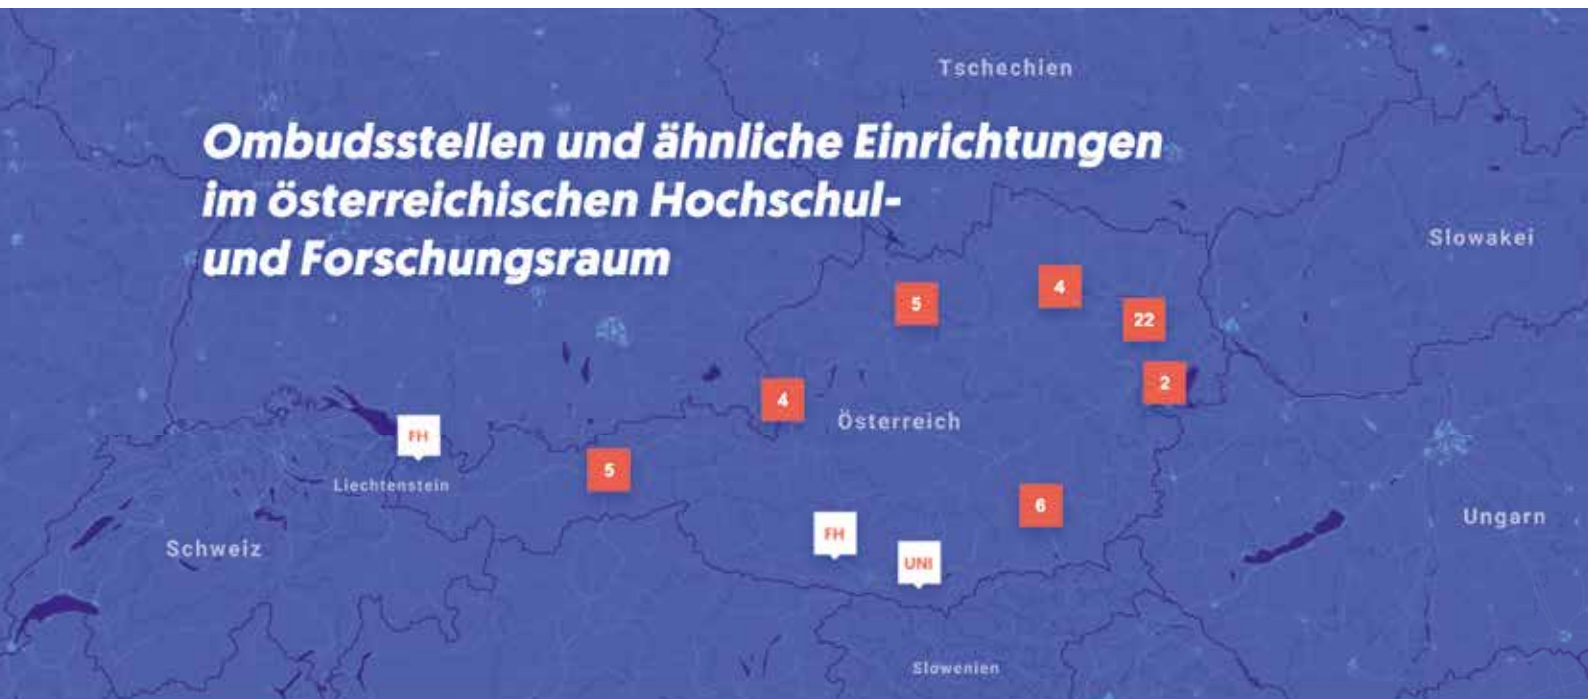 Tschechien
Ombudsstellen und ähnliche Einrichtungen
im österreichischen Hochschul-
und Forschungsraum
Slowakei
4
5
22
2
4
Österreich
FH
5
Liechtenstein
6
Ungarn
FH
Schweiz
UNI
Slowenien